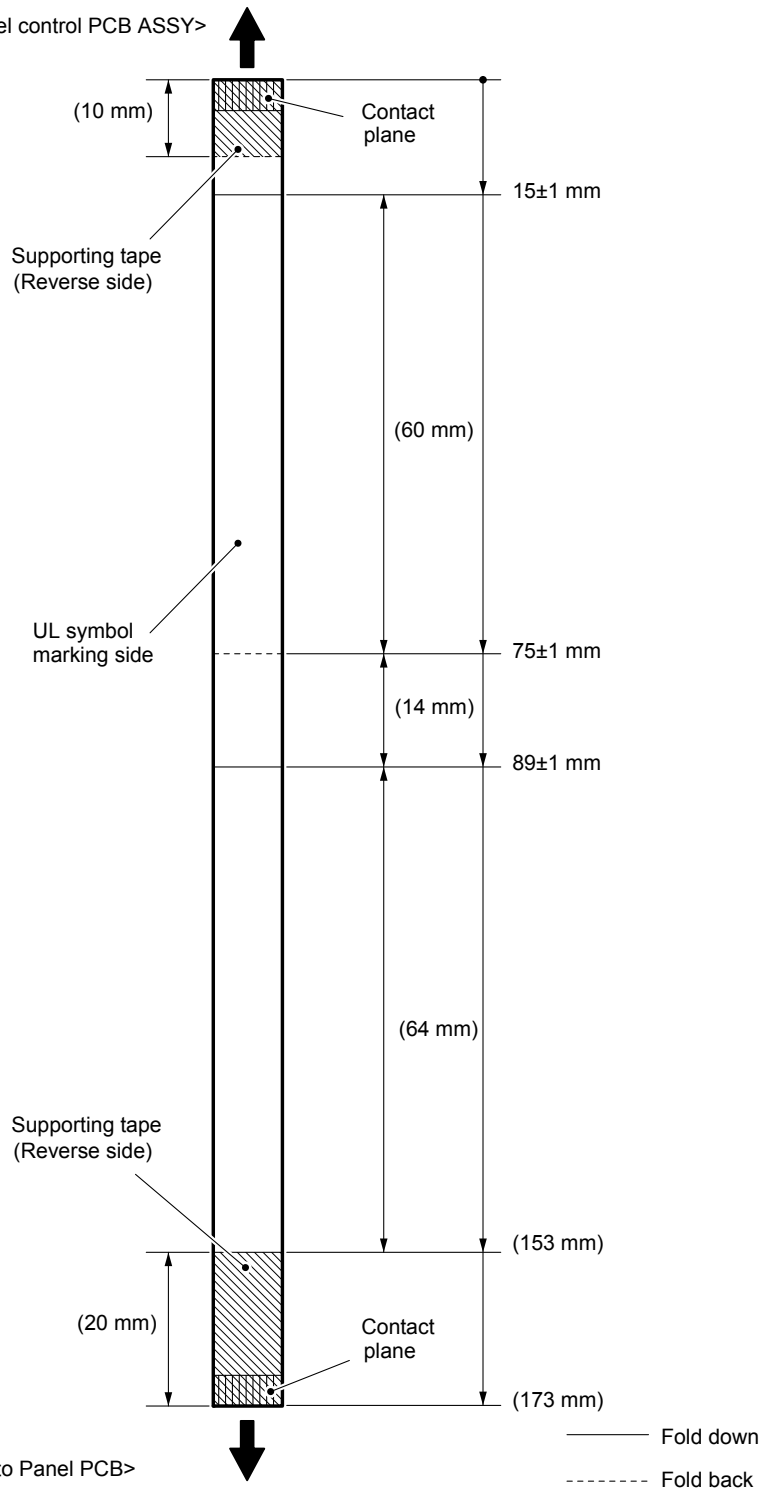 el control PCB ASSY>
(10 mm)
Contact
plane
15±1 mm
Supporting tape
(Reverse side)
(60 mm)
UL symbol
marking side
75±1 mm
(14 mm)
89±1 mm
(64 mm)
Supporting tape
(Reverse side)
(153 mm)
(20 mm)
Contact
plane
(173 mm)
Fold down
to Panel PCB>
Fold back